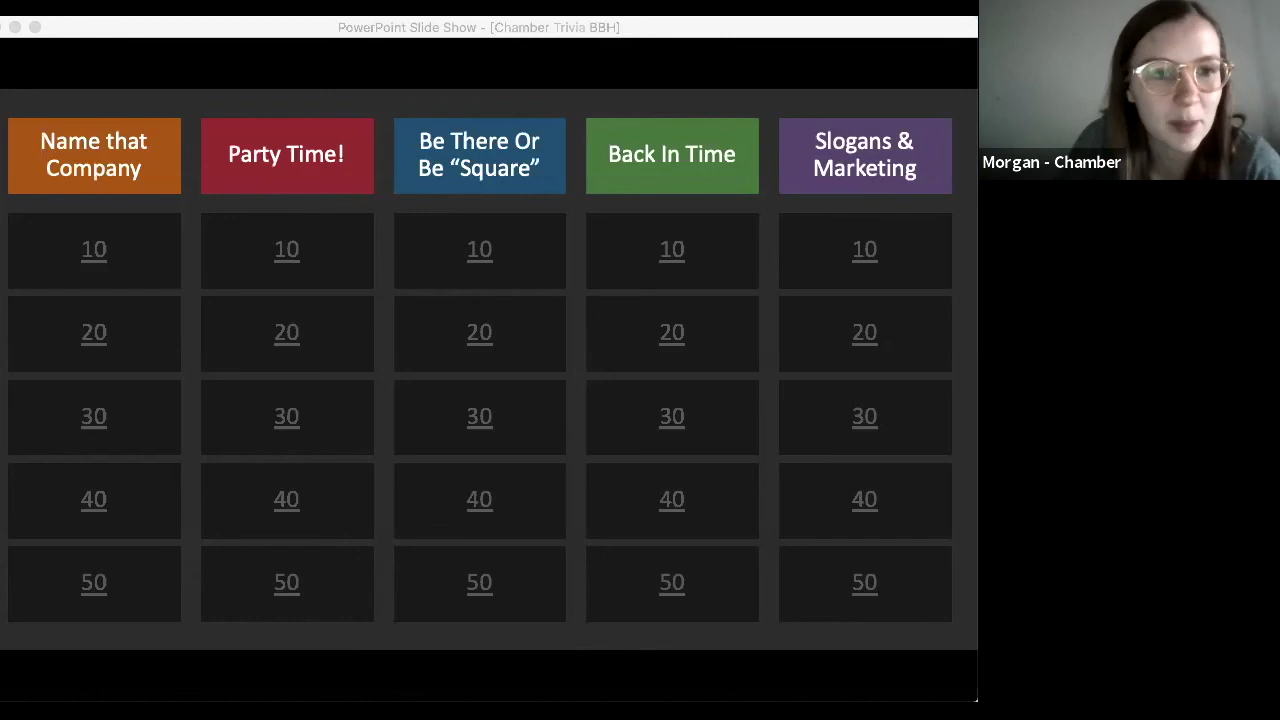 PowerPoint Slide Show - [Chamber Trivia BBH]
Name that
Company
Party Time!
Be There Or
Be “Square”
Back In Time
Slogans &
Marketing
10 10 10 10 10
20 20 20 20 20
30 30 30 30 30
40 40 40 40 40
50 50 50 50 50
Morgan - Chamber